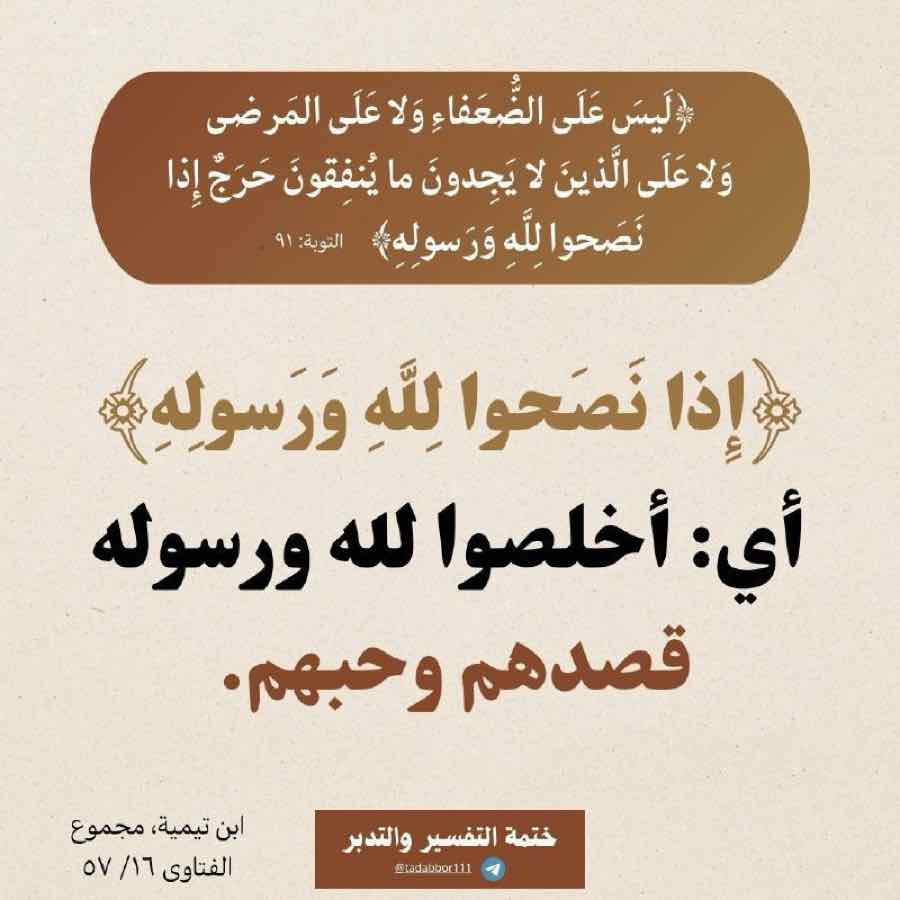 ﴿لَيسَ عَلَى الضُّعَفاءِ وَلا عَلَى المَرضى
وَلا عَلَى الَّذينَ لا يَجِدونَ ما يُنفِقونَ حَرَجٌ إِذا
نَصَحوا لِلَّهِ وَرَسولِهِ﴾ التوبة: ٩١
﴿إِذا نَصَحوا لِلَّهِ وَرَسولِهِ﴾
أي: أخلصوا لله ورسوله
قصدهم وحبهم.
ابن تيمية، مجموع
الفتاوى ١٦/ ٥٧
ختمة التفسير والتدبر
@tadabbor111